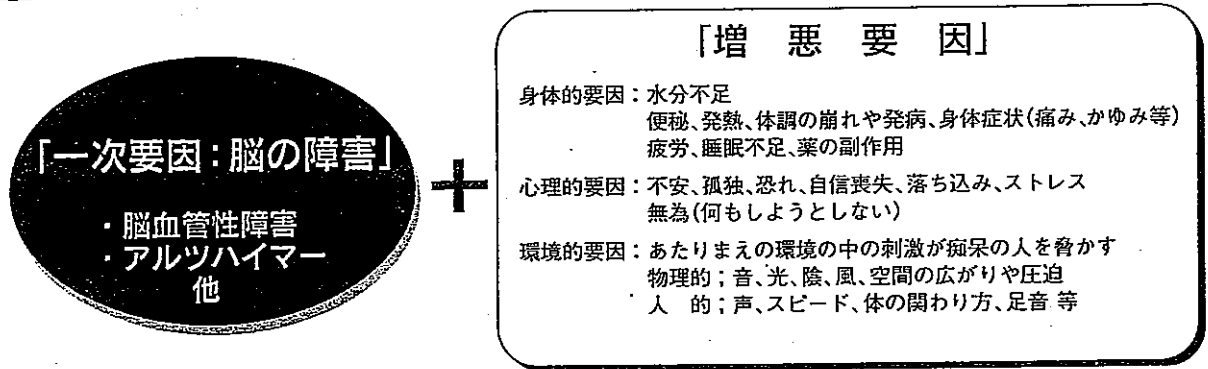 「一次要因：脳の障害」
・脳血管性障害
・アルツハイマー
他
＋
「増 悪 要 因」
身体的要因：水分不足
便秘、発熱、体調の崩れや発病、身体症状(痛み、かゆみ等)
疲労、睡眠不足、薬の副作用
心理的要因：不安、孤独、恐れ、自信喪失、落ち込み、ストレス
無為(何もしようとしない)
環境的要因：あたりまえの環境の中の刺激が痴呆の人を脅かす
物理的；音、光、陰、風、空間の広がりや圧迫
人　的；声、スピード、体の関わり方、足音 等